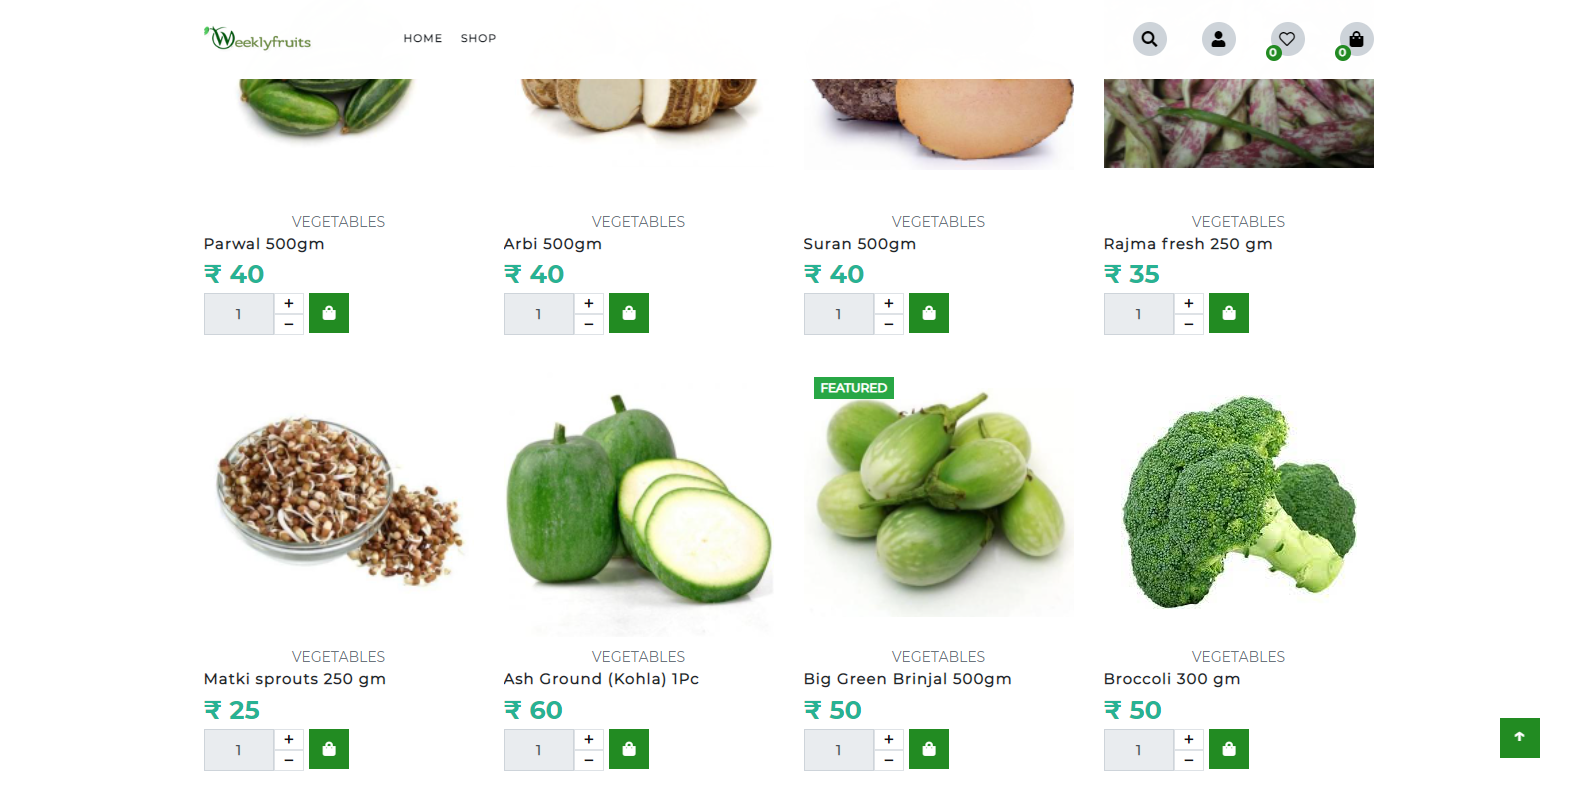 Weeklyfruits
HOME SHOP
0 0
VEGETABLES VEGETABLES VEGETABLES VEGETABLES
Parwal 500gm Arbi 500gm Suran 500gm Rajma fresh 250 gm
₹ 40 ₹ 40 ₹ 40 ₹ 35
1 + − 1 + − 1 + − 1 + −
FEATURED
VEGETABLES VEGETABLES VEGETABLES VEGETABLES
Matki sprouts 250 gm Ash Ground (Kohla) 1Pc Big Green Brinjal 500gm Broccoli 300 gm
₹ 25 ₹ 60 ₹ 50 ₹ 50
1 + − 1 + − 1 + − 1 + −